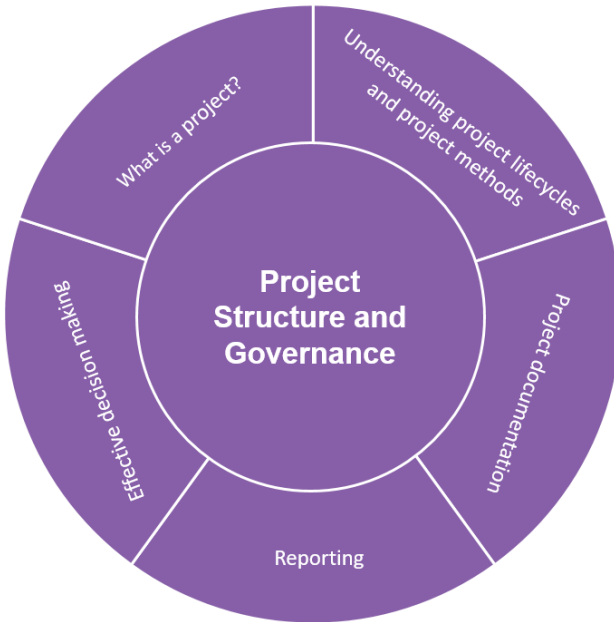 What is a project?
Understanding project lifecycles
and project methods
Project
Structure and
Governance
Effective decision making
Project documentation
Reporting